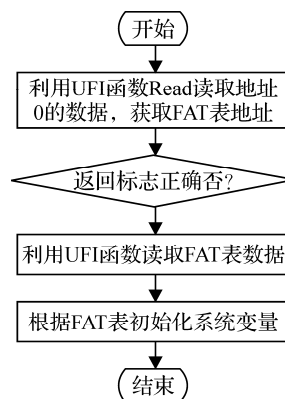 开始
利用UFI函数Read读取地址
0的数据，获取FAT表地址
返回标志正确否？
利用UFI函数读取FAT表数据
根据FAT表初始化系统变量
结束